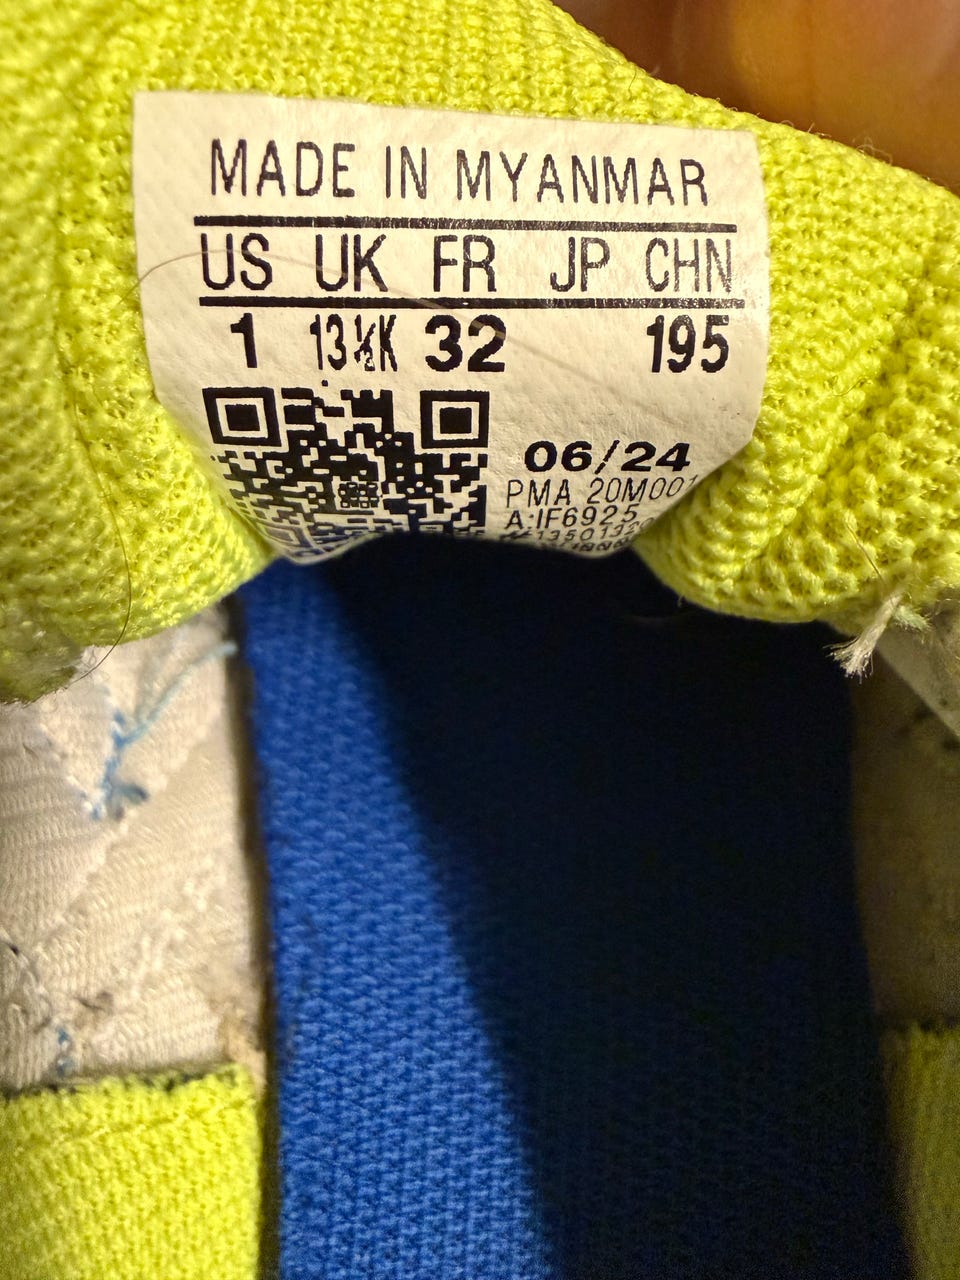 MADE IN MYANMAR
US UK FR JP CHN
1 13½K 32 195
06/24
PMA 20M001
A:IF6925